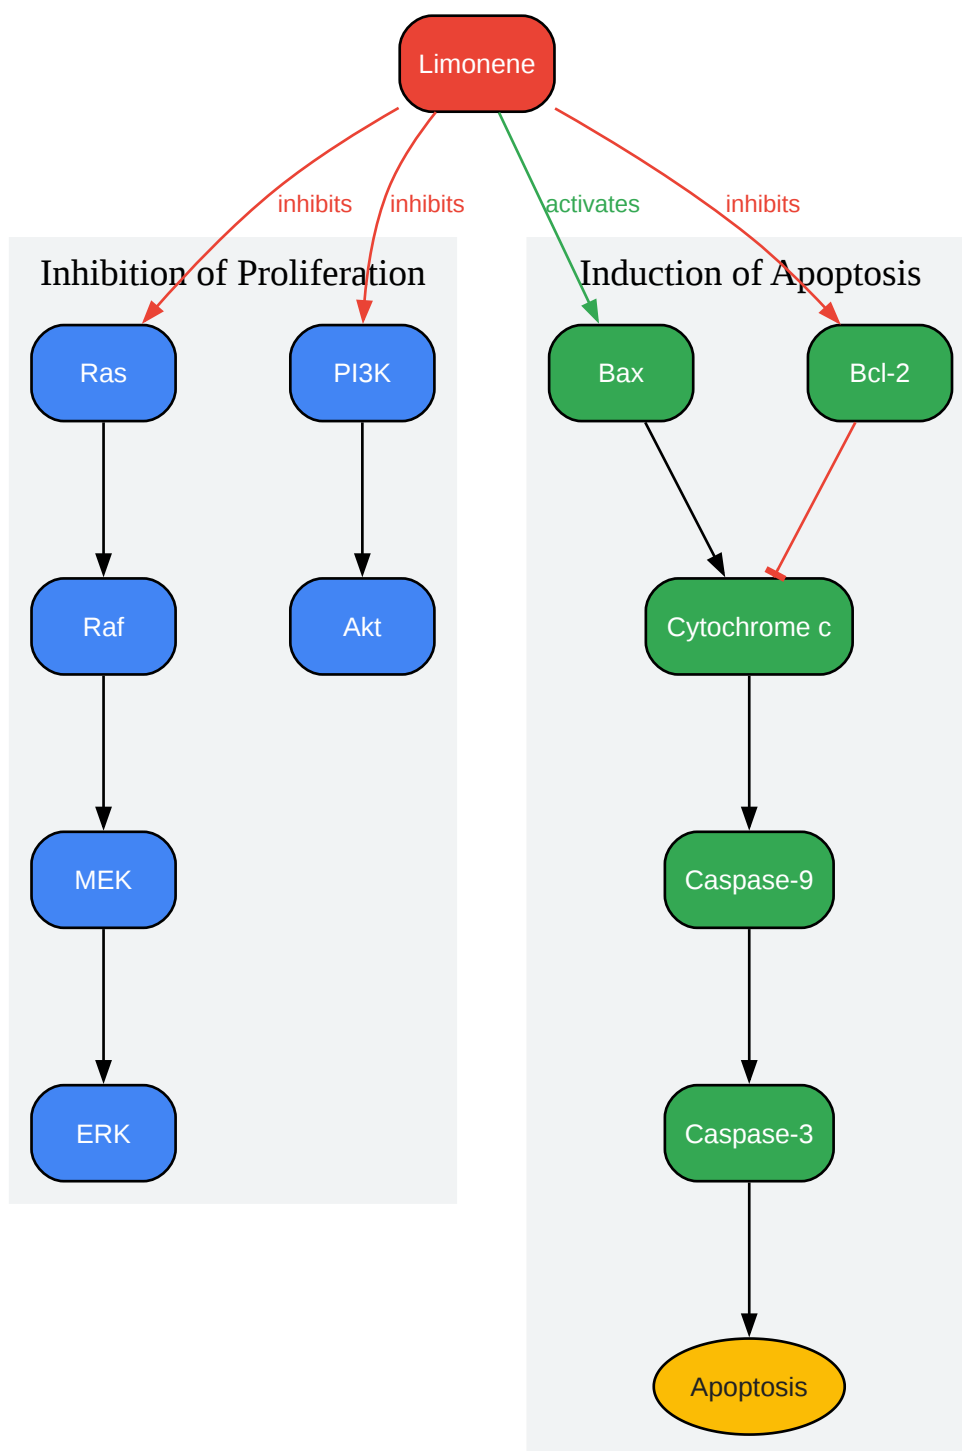 Limonene
inhibits
inhibits
activates
inhibits
Inhibition of Proliferation
Induction of Apoptosis
Ras
PI3K
Bax
Bcl-2
Raf
Akt
Cytochrome c
MEK
Caspase-9
ERK
Caspase-3
Apoptosis